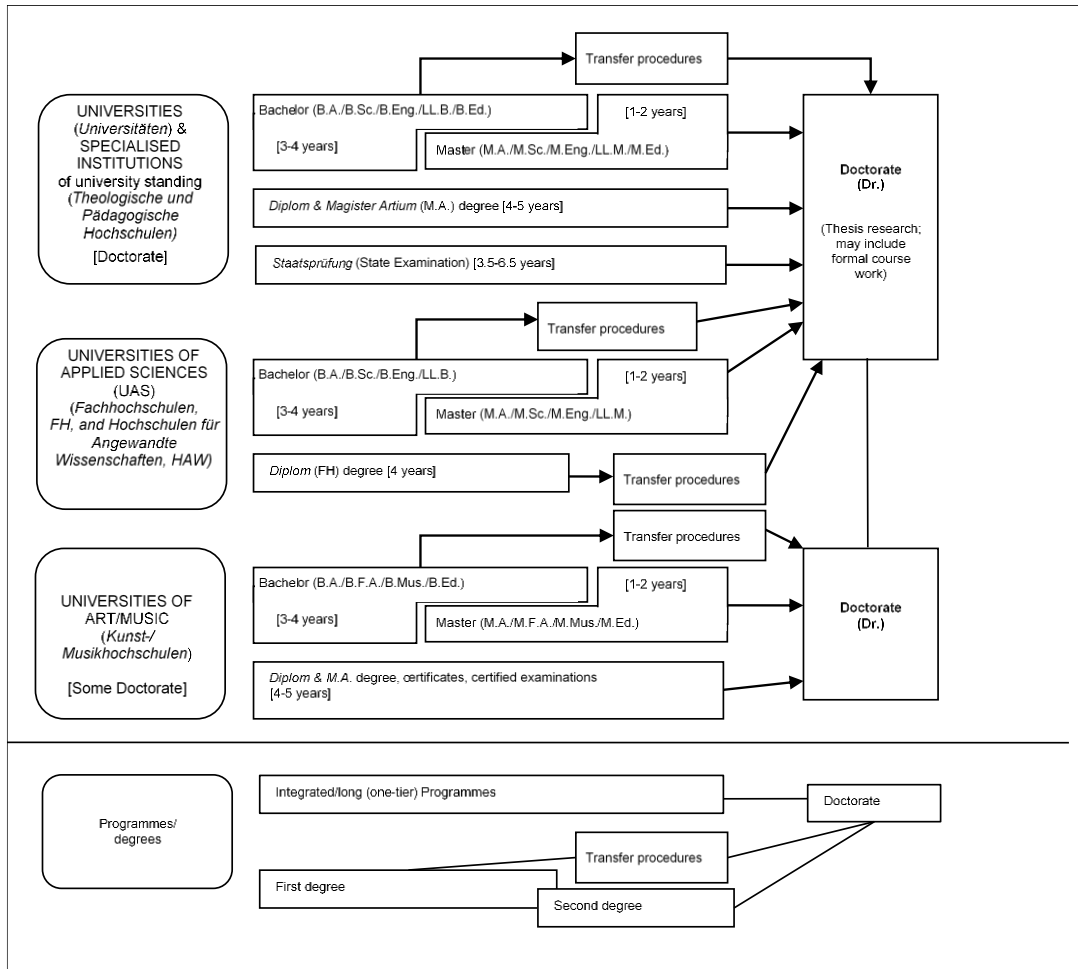 Transfer procedures
UNIVERSITIES
(Universitäten) &
SPECIALISED
INSTITUTIONS
of university standing
(Theologische und
Pädagogische
Hochschulen)
[Doctorate]
Bachelor (B.A./B.Sc./B.Eng./LL.B./B.Ed.)
[3-4 years]
[1-2 years]
Master (M.A./M.Sc./M.Eng./LL.M./M.Ed.)
Diplom & Magister Artium (M.A.) degree [4-5 years]
Staatsprüfung (State Examination) [3.5-6.5 years]
Doctorate
(Dr.)
(Thesis research;
may include
formal course
work)
Transfer procedures
UNIVERSITIES OF
APPLIED SCIENCES
(UAS)
(Fachhochschulen,
FH, and Hochschulen für
Angewandte
Wissenschaften, HAW)
Bachelor (B.A./B.Sc./B.Eng./LL.B.)
[3-4 years]
[1-2 years]
Master (M.A./M.Sc./M.Eng./LL.M.)
Diplom (FH) degree [4 years]
Transfer procedures
Transfer procedures
UNIVERSITIES OF
ART/MUSIC
(Kunst-/
Musikhochschulen)
[Some Doctorate]
Bachelor (B.A./B.F.A./B.Mus./B.Ed.)
[3-4 years]
[1-2 years]
Master (M.A./M.F.A./M.Mus./M.Ed.)
Diplom & M.A. degree, certificates, certified examinations
[4-5 years]
Doctorate
(Dr.)
Programmes/
degrees
Integrated/long (one-tier) Programmes
Doctorate
Transfer procedures
First degree
Second degree